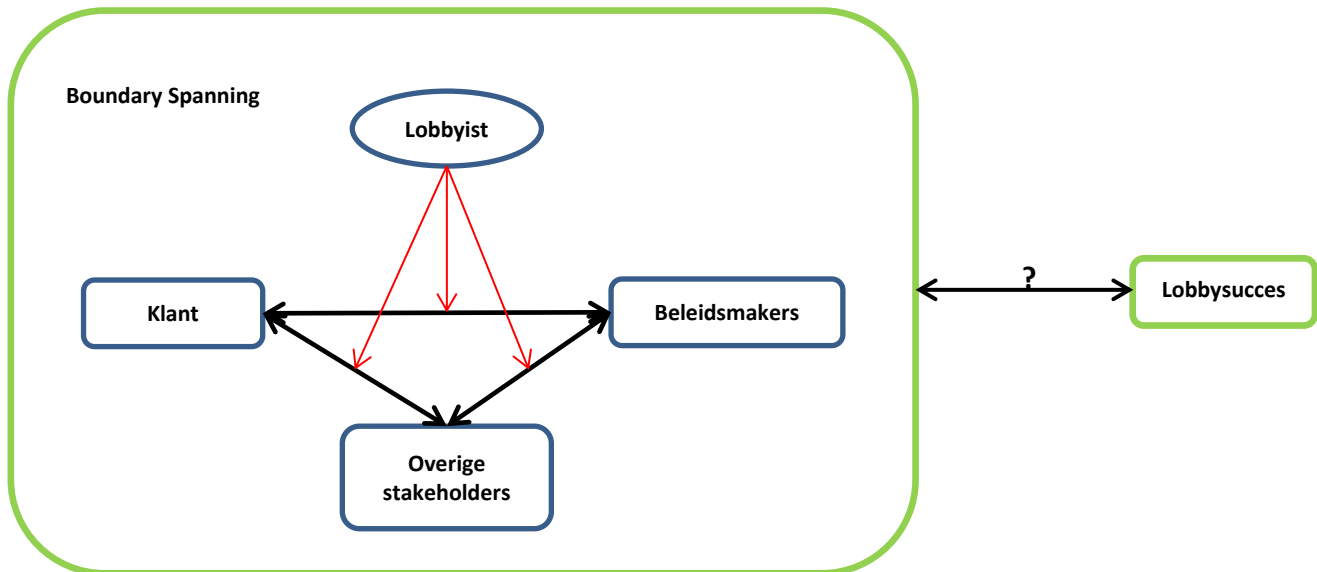 Boundary Spanning
Lobbyist
Klant
Beleidsmakers
?
Lobbysucces
Overige
stakeholders